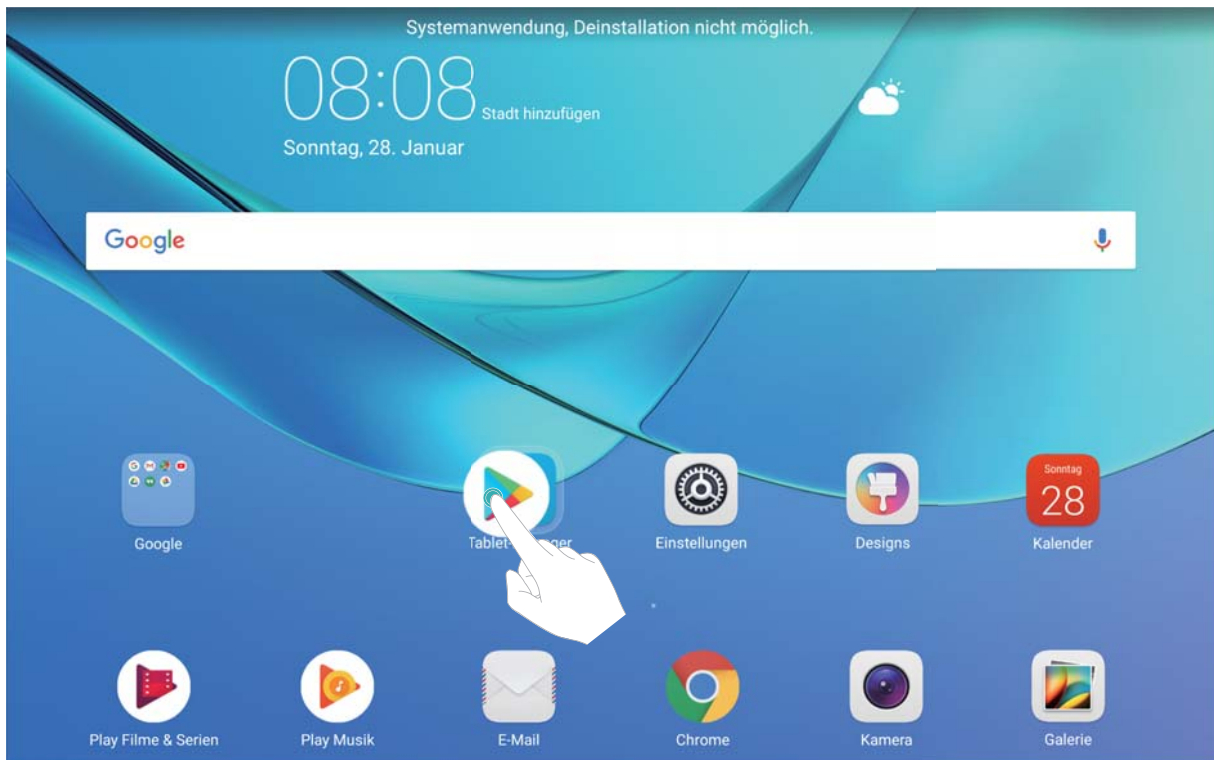 Systemanwendung, Deinstallation nicht möglich.
08:08 Stadt hinzufügen
Sonntag, 28. Januar
Google
Sonntag
28
Google
Einstellungen
Designs
Kalender
Play Filme & Serien
Play Musik
E-Mail
Chrome
Kamera
Galerie